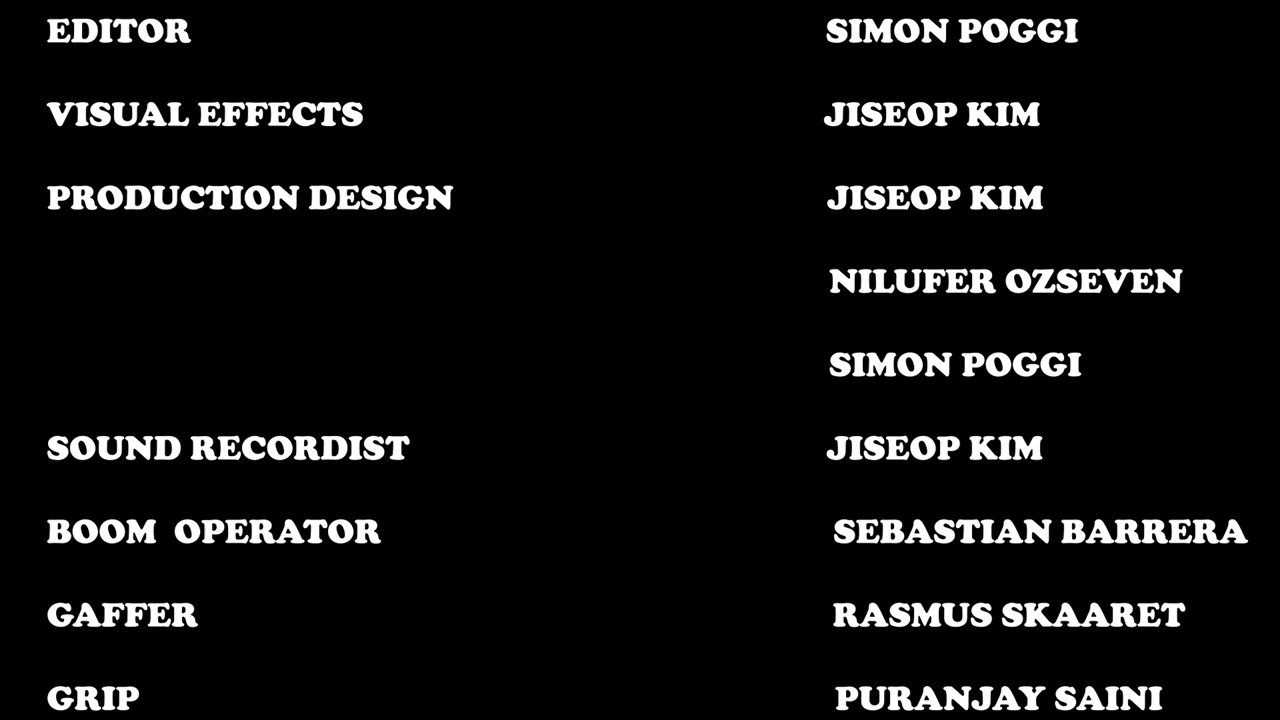 EDITOR SIMON POGGI
VISUAL EFFECTS JISEOP KIM
PRODUCTION DESIGN JISEOP KIM
NILUFER OZSEVEN
SIMON POGGI
SOUND RECORDIST JISEOP KIM
BOOM  OPERATOR SEBASTIAN BARRERA
GAFFER RASMUS SKAARET
GRIP PURANJAY SAINI